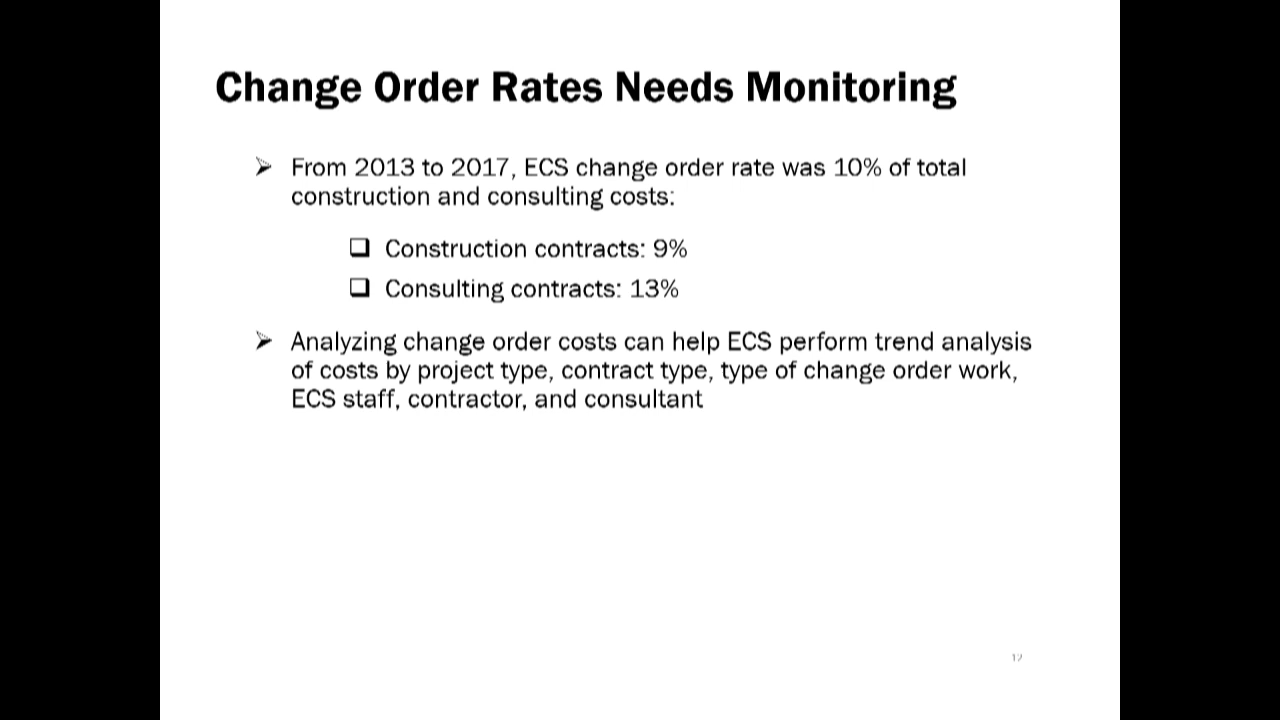 Change Order Rates Needs Monitoring
From 2013 to 2017, ECS change order rate was 10% of total
construction and consulting costs:
Construction contracts: 9%
Consulting contracts: 13%
Analyzing change order costs can help ECS perform trend analysis
of costs by project type, contract type, type of change order work,
ECS staff, contractor, and consultant
12